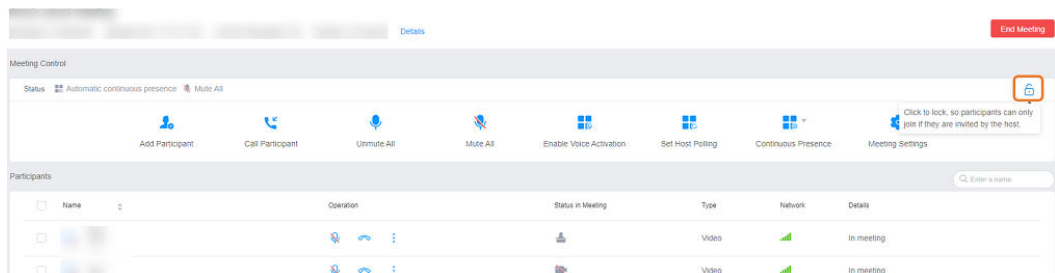 Details
End Meeting
Meeting Control
Status Automatic continuous presence Mute All
Click to lock, so participants can only
join if they are invited by the host.
Add Participant Call Participant Unmute All Mute All Enable Voice Activation Set Host Polling Continuous Presence Meeting Settings
Participants
Enter a name.
Name Operation Status in Meeting Type Network Details
Video In meeting
Video In meeting